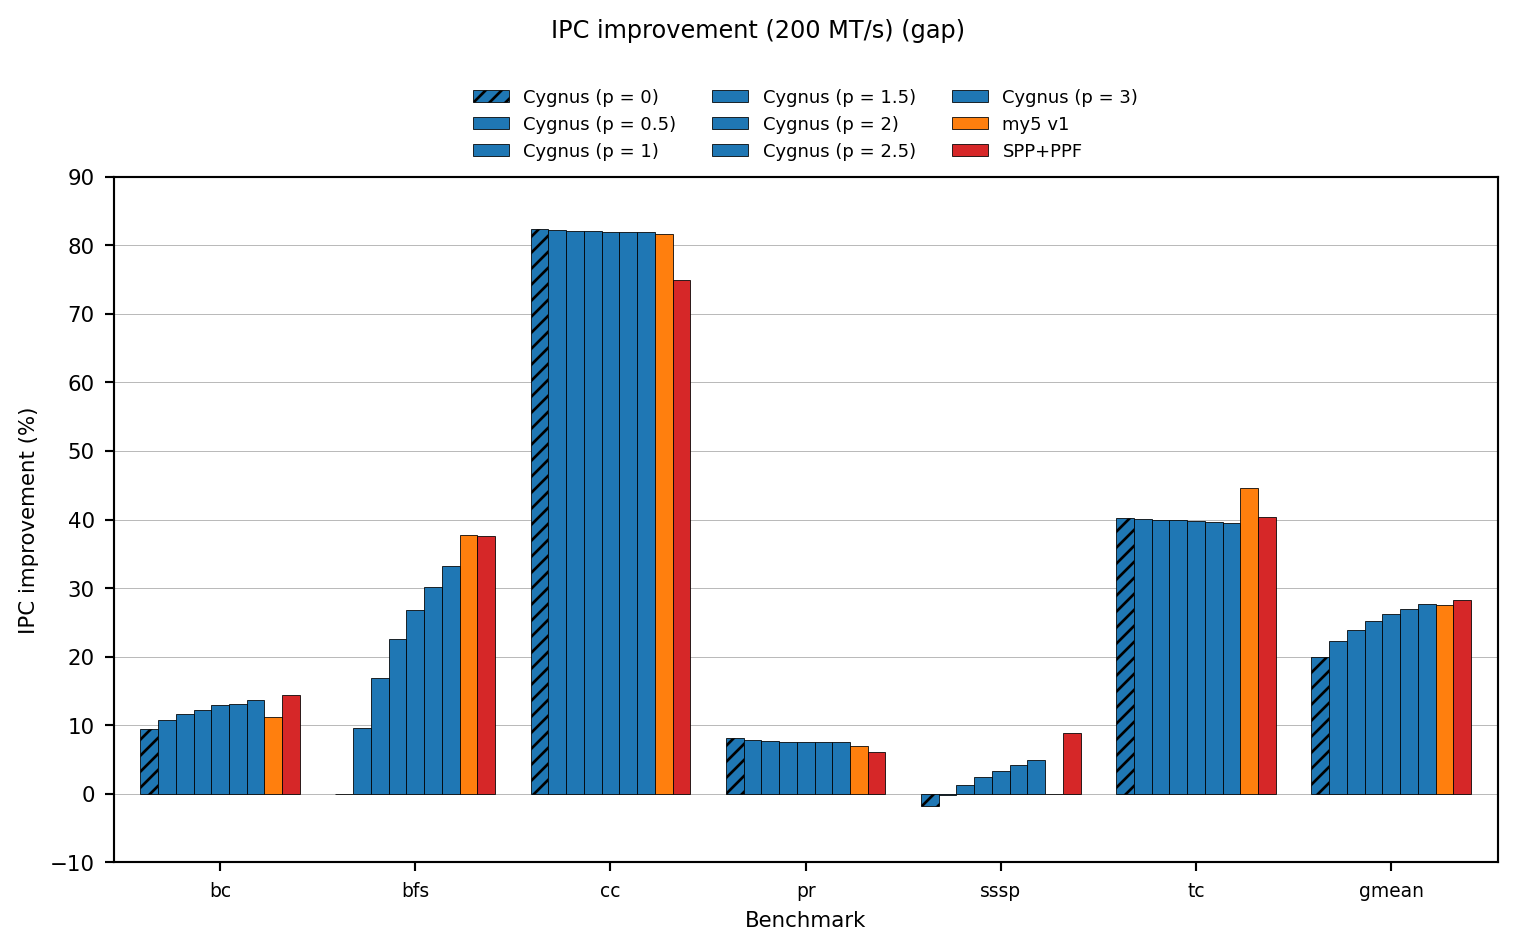 IPC improvement (200 MT/s) (gap)
Cygnus (p = 0)
Cygnus (p = 0.5)
Cygnus (p = 1)
Cygnus (p = 1.5)
Cygnus (p = 2)
Cygnus (p = 2.5)
Cygnus (p = 3)
my5 v1
SPP+PPF
IPC improvement (%)
90
80
70
60
50
40
30
20
10
0
−10
bc
bfs
cc
pr
sssp
tc
gmean
Benchmark